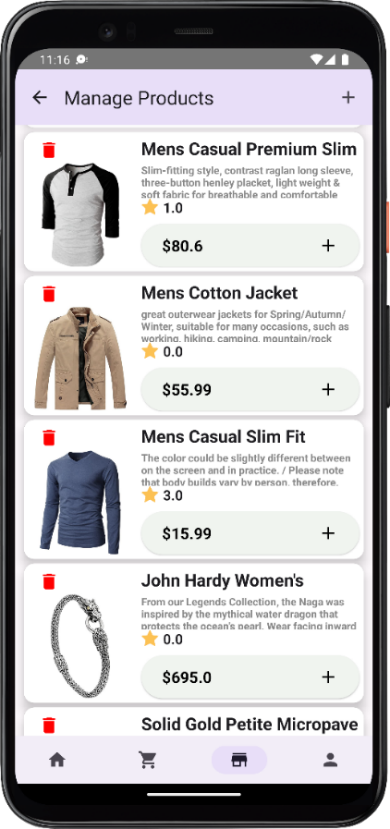 11:16
Manage Products
Mens Casual Premium Slim
Slim-fitting style, contrast raglan long sleeve,
three-button henley placket, light weight &
soft fabric for breathable and comfortable
1.0
$80.6
Mens Cotton Jacket
great outerwear jackets for Spring/Autumn/
Winter, suitable for many occasions, such as
working, hiking, camping, mountain/rock
0.0
$55.99
Mens Casual Slim Fit
The color could be slightly different between
on the screen and in practice. / Please note
that body builds vary by person, therefore,
3.0
$15.99
John Hardy Women's
From our Legends Collection, the Naga was
inspired by the mythical water dragon that
protects the ocean's pearl. Wear facing inward
0.0
$695.0
Solid Gold Petite Micropave